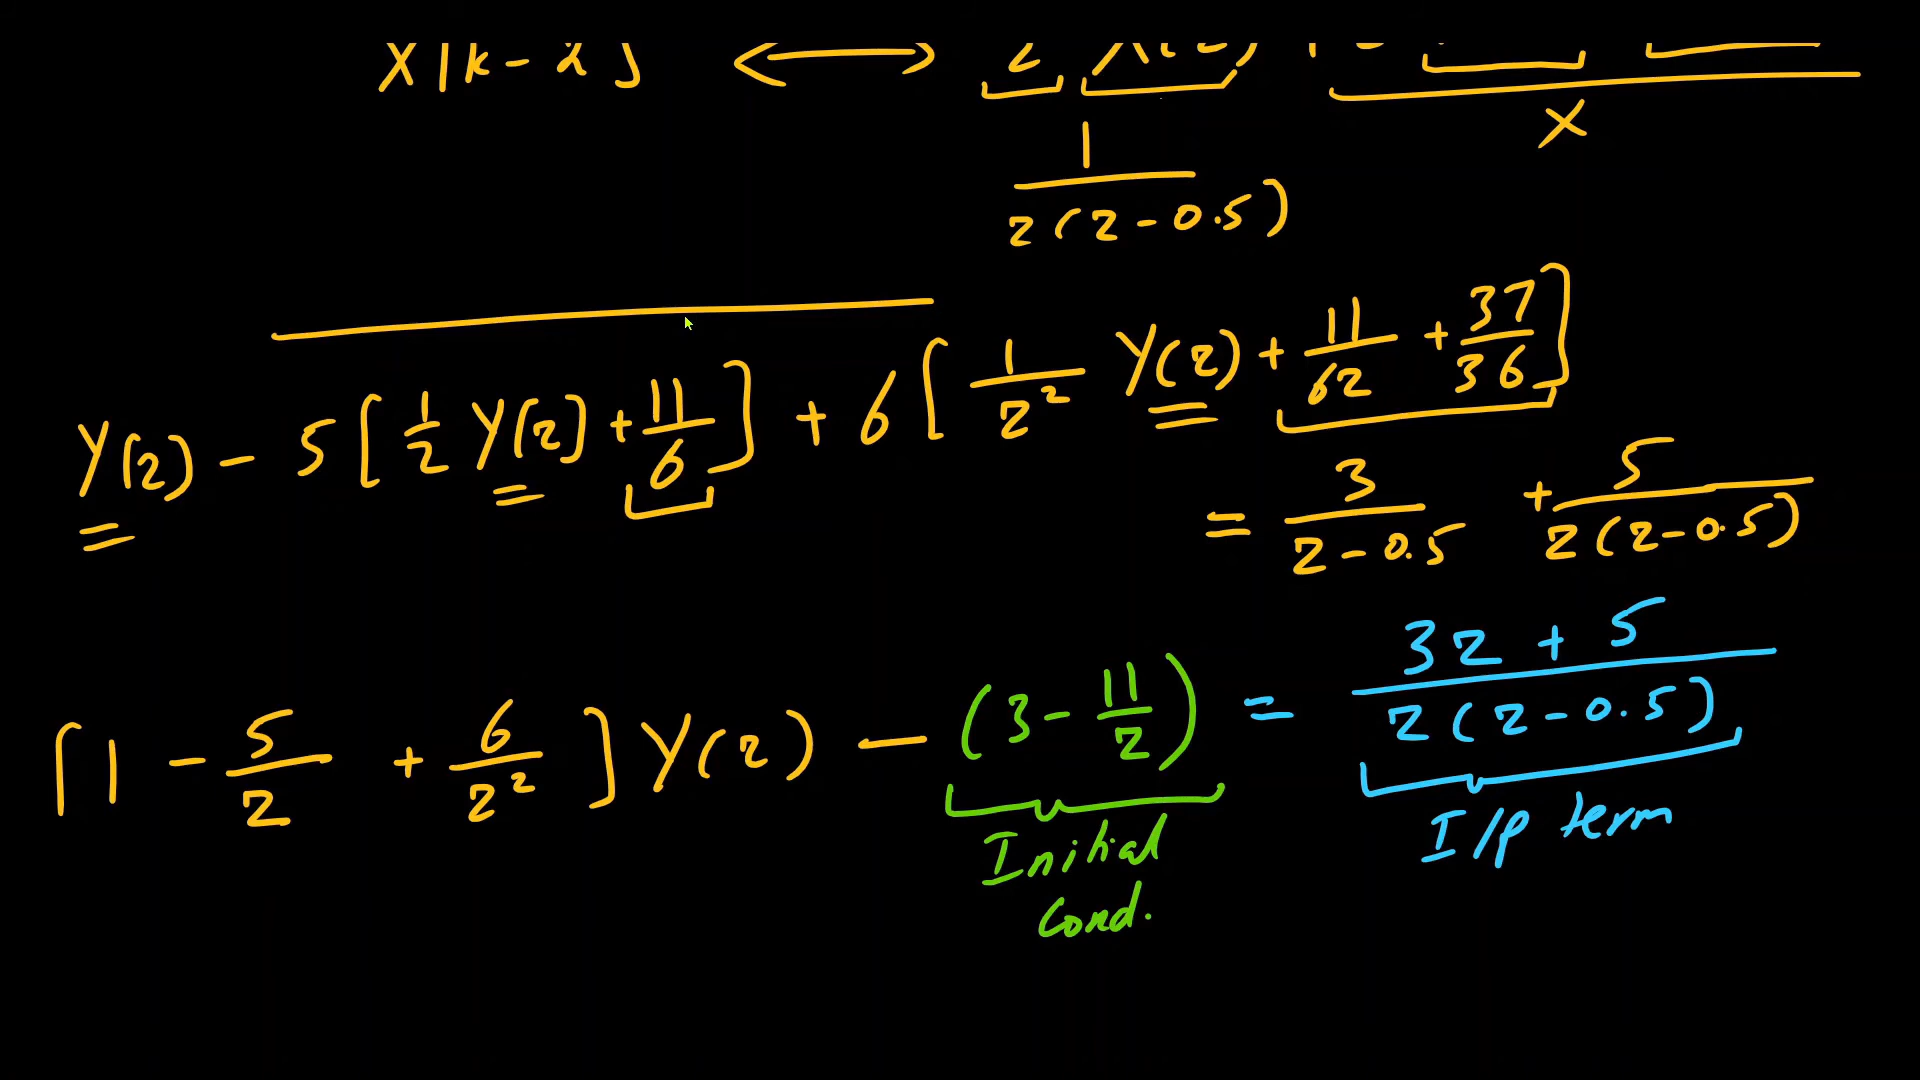 x[k-2] ⟷
X
1/(z(z-0.5))
Y(z) - 5[1/z Y(z) + 11/6] + 6[1/z² Y(z) + 11/(6z) + 37/36]
= 3/(z-0.5) + 5/(z(z-0.5))
[1 - 5/z + 6/z²] Y(z) - (3 - 11/z) = (3z + 5)/(z(z-0.5))
Initial Cond.
I/p term